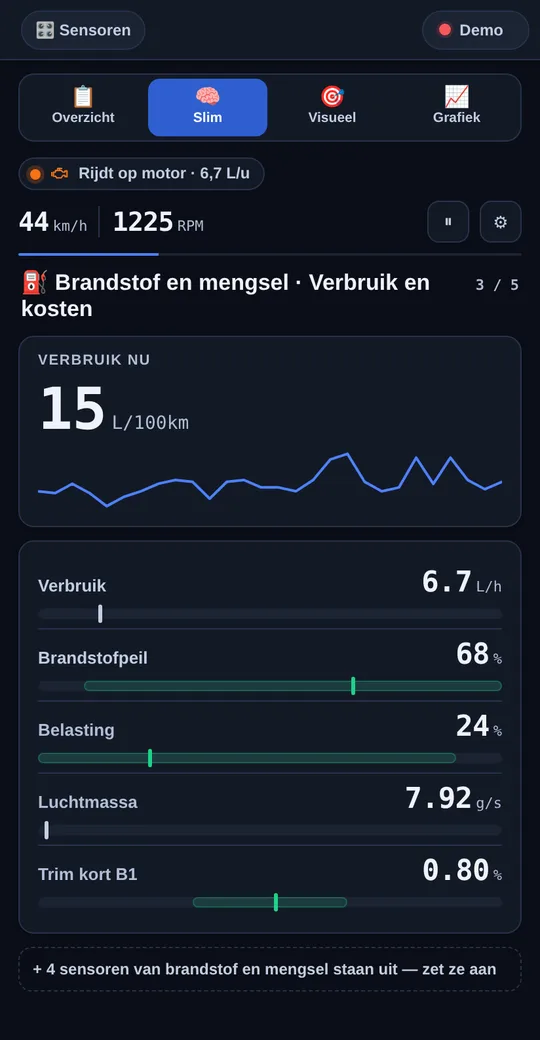 Sensoren
Demo
Overzicht
Slim
Visueel
Grafiek
Rijdt op motor · 6,7 L/u
44 km/h
1225 RPM
Brandstof en mengsel · Verbruik en
kosten
3 / 5
VERBRUIK NU
15 L/100km
Verbruik 6.7 L/h
Brandstofpeil 68 %
Belasting 24 %
Luchtmassa 7.92 g/s
Trim kort B1 0.80 %
+ 4 sensoren van brandstof en mengsel staan uit — zet ze aan